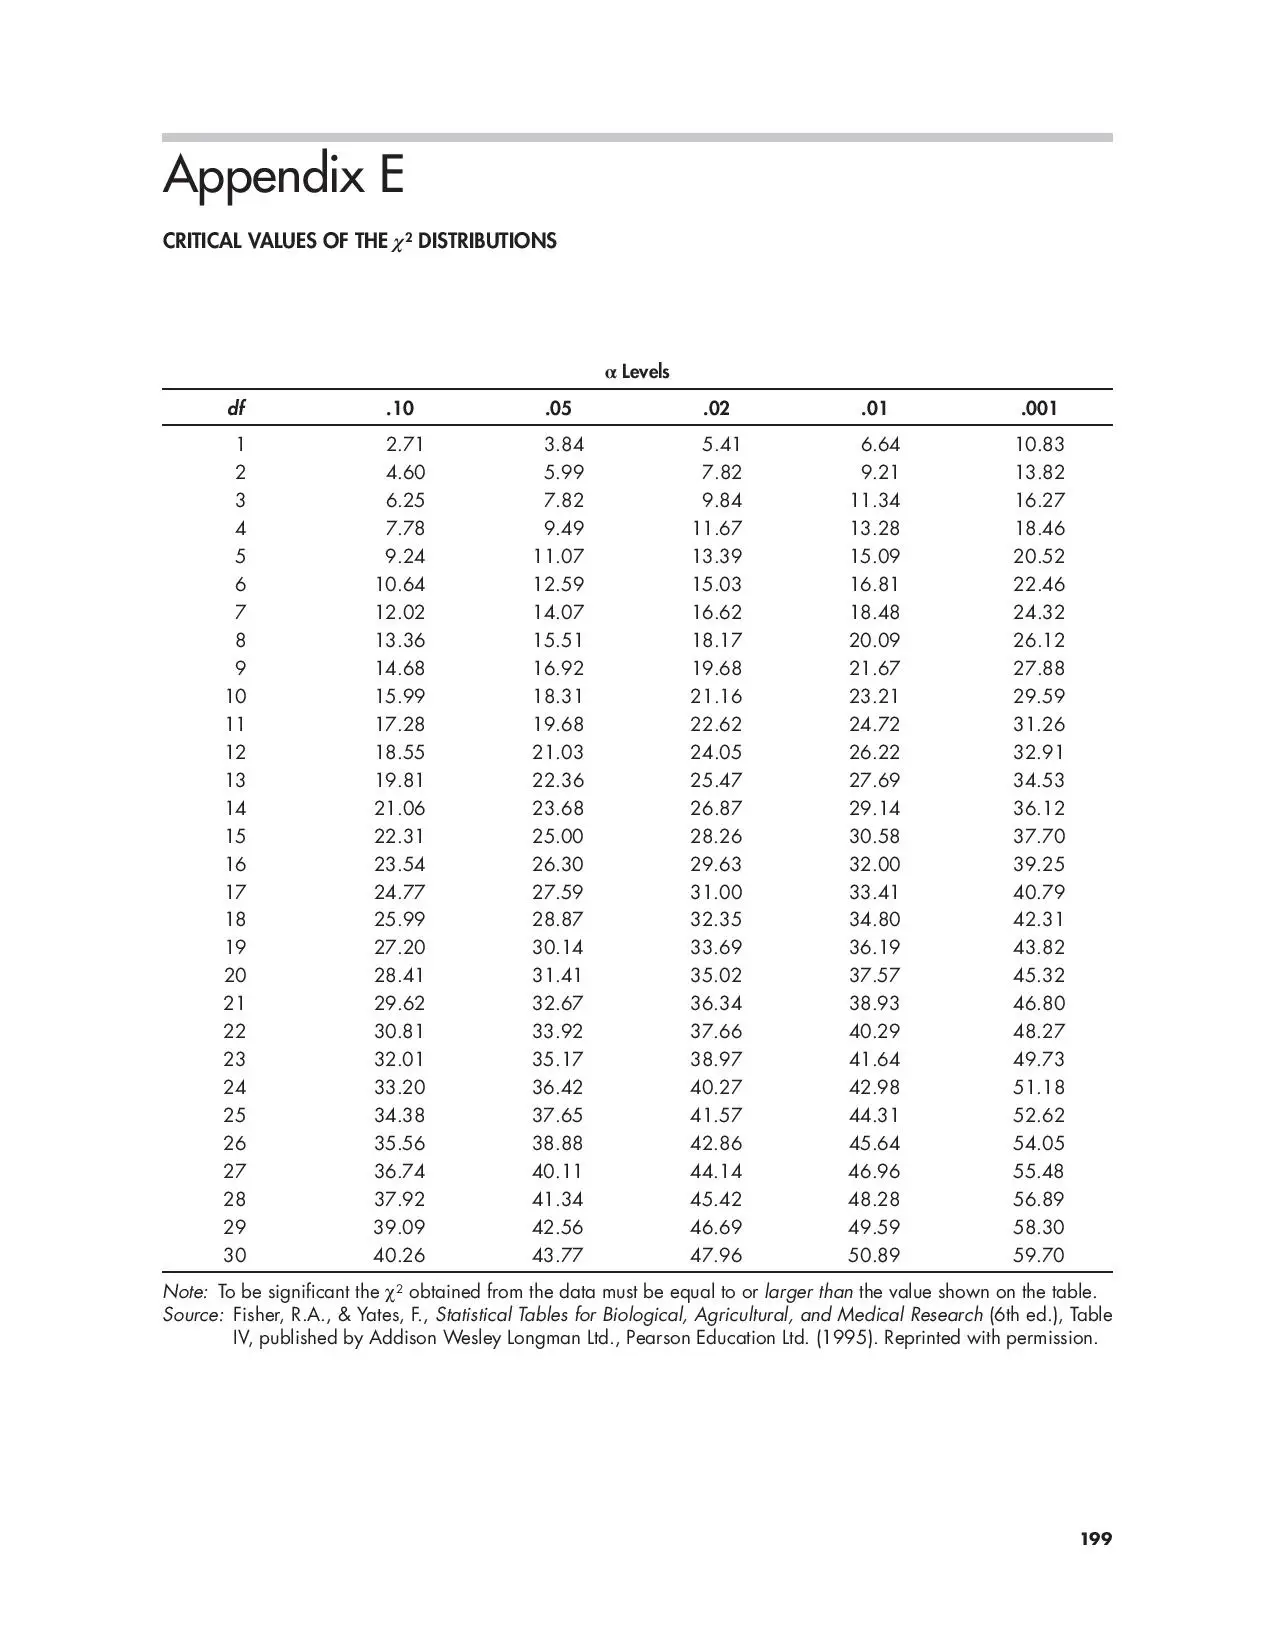 Appendix E
CRITICAL VALUES OF THE χ² DISTRIBUTIONS
α Levels
df .10 .05 .02 .01 .001
1 2.71 3.84 5.41 6.64 10.83
2 4.60 5.99 7.82 9.21 13.82
3 6.25 7.82 9.84 11.34 16.27
4 7.78 9.49 11.67 13.28 18.46
5 9.24 11.07 13.39 15.09 20.52
6 10.64 12.59 15.03 16.81 22.46
7 12.02 14.07 16.62 18.48 24.32
8 13.36 15.51 18.17 20.09 26.12
9 14.68 16.92 19.68 21.67 27.88
10 15.99 18.31 21.16 23.21 29.59
11 17.28 19.68 22.62 24.72 31.26
12 18.55 21.03 24.05 26.22 32.91
13 19.81 22.36 25.47 27.69 34.53
14 21.06 23.68 26.87 29.14 36.12
15 22.31 25.00 28.26 30.58 37.70
16 23.54 26.30 29.63 32.00 39.25
17 24.77 27.59 31.00 33.41 40.79
18 25.99 28.87 32.35 34.80 42.31
19 27.20 30.14 33.69 36.19 43.82
20 28.41 31.41 35.02 37.57 45.32
21 29.62 32.67 36.34 38.93 46.80
22 30.81 33.92 37.66 40.29 48.27
23 32.01 35.17 38.97 41.64 49.73
24 33.20 36.42 40.27 42.98 51.18
25 34.38 37.65 41.57 44.31 52.62
26 35.56 38.88 42.86 45.64 54.05
27 36.74 40.11 44.14 46.96 55.48
28 37.92 41.34 45.42 48.28 56.89
29 39.09 42.56 46.69 49.59 58.30
30 40.26 43.77 47.96 50.89 59.70
Note: To be significant the χ² obtained from the data must be equal to or larger than the value shown on the table.
Source: Fisher, R.A., & Yates, F., Statistical Tables for Biological, Agricultural, and Medical Research (6th ed.), Table
IV, published by Addison Wesley Longman Ltd., Pearson Education Ltd. (1995). Reprinted with permission.
199